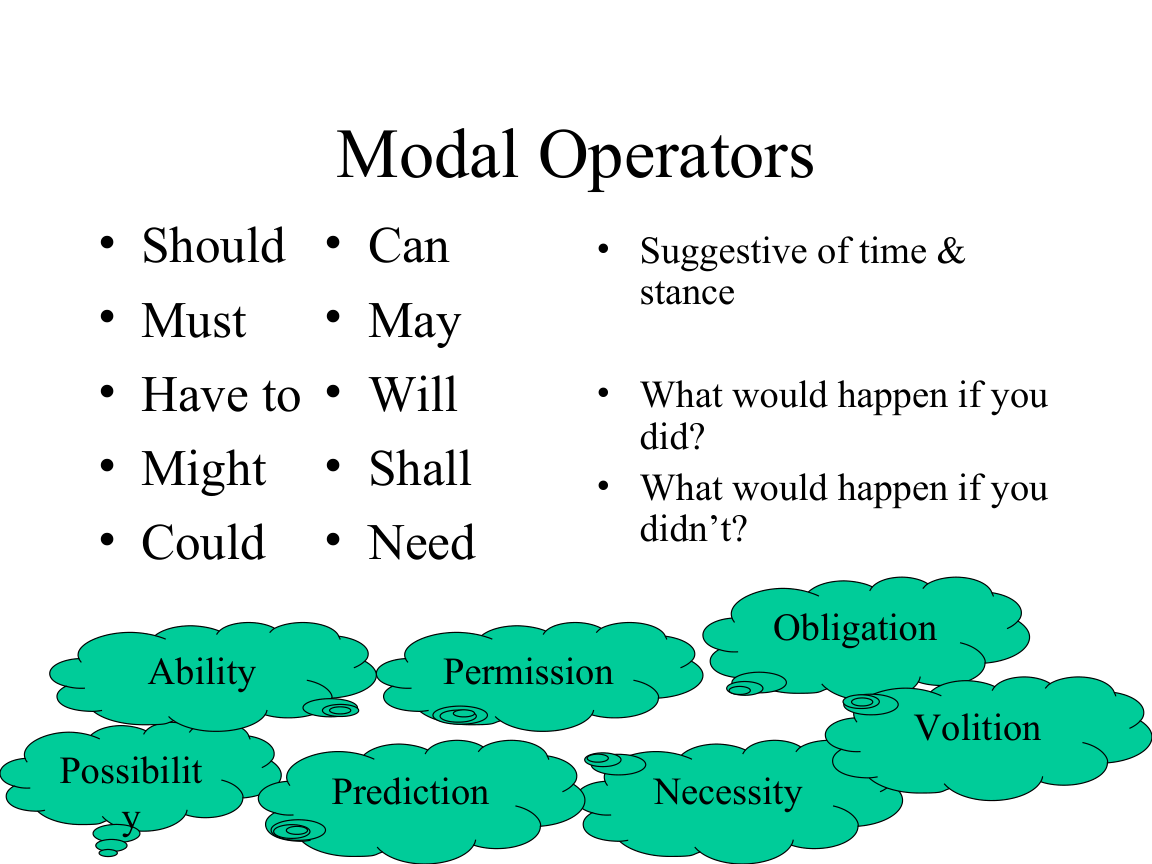 Modal Operators
• Should
• Must
• Have to
• Might
• Could
• Can
• May
• Will
• Shall
• Need
• Suggestive of time &
stance
• What would happen if you
did?
• What would happen if you
didn’t?
Obligation
Ability
Permission
Volition
Possibilit
y
Prediction
Necessity